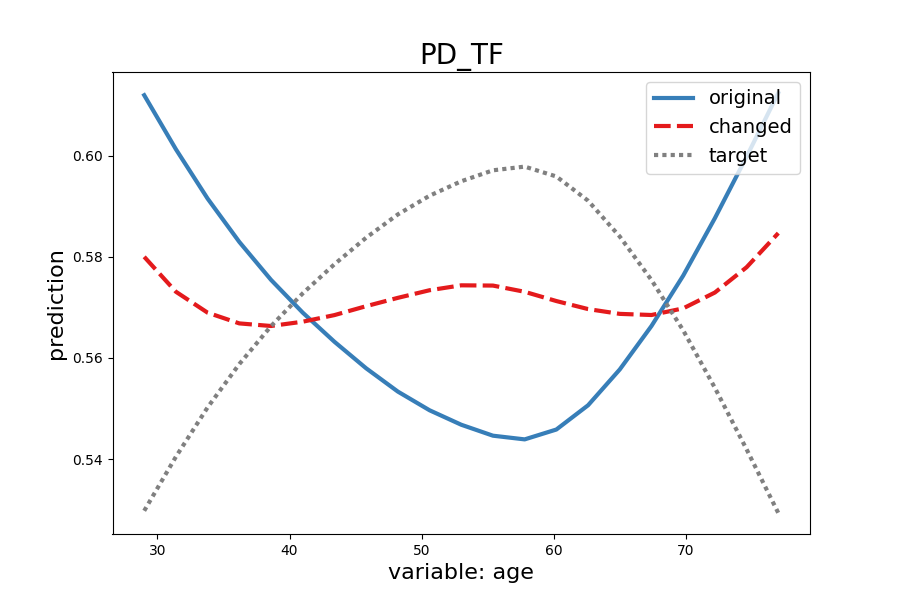 PD_TF
original
changed
target
0.60
0.58
0.56
0.54
prediction
30 40 50 60 70
variable: age